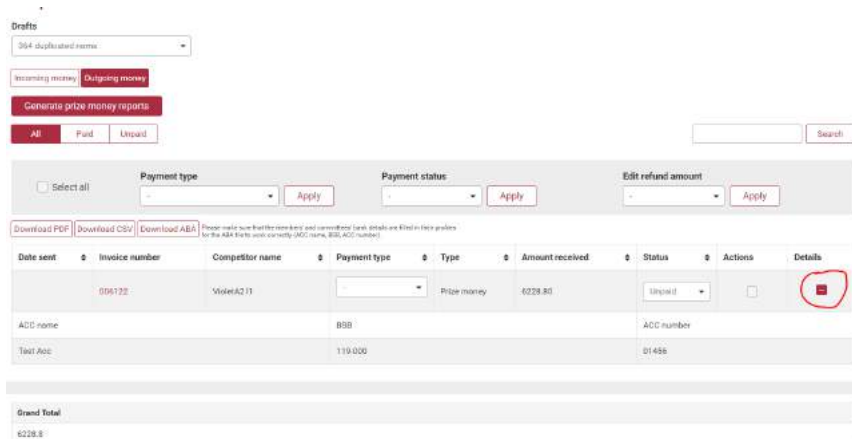 Drafts
364 duplicated norms
Incoming money Outgoing money
Generate prize money reports
All Paid Unpaid Search
Select all
Payment type Payment status Edit refund amount
- Apply - Apply - Apply
Download PDF Download CSV Download ABA Please make sure that the members' and committees' bank details are filled in their profiles
for the ABA file to work correctly (ACC name, BSB, ACC number).
Date sent Invoice number Competitor name Payment type Type Amount received Status Actions Details
006122 VioletA2 I1 - Prize money 6228.80 Unpaid
ACC name BBB ACC number
Test Acc 119-000 01456
Grand Total
6228.8